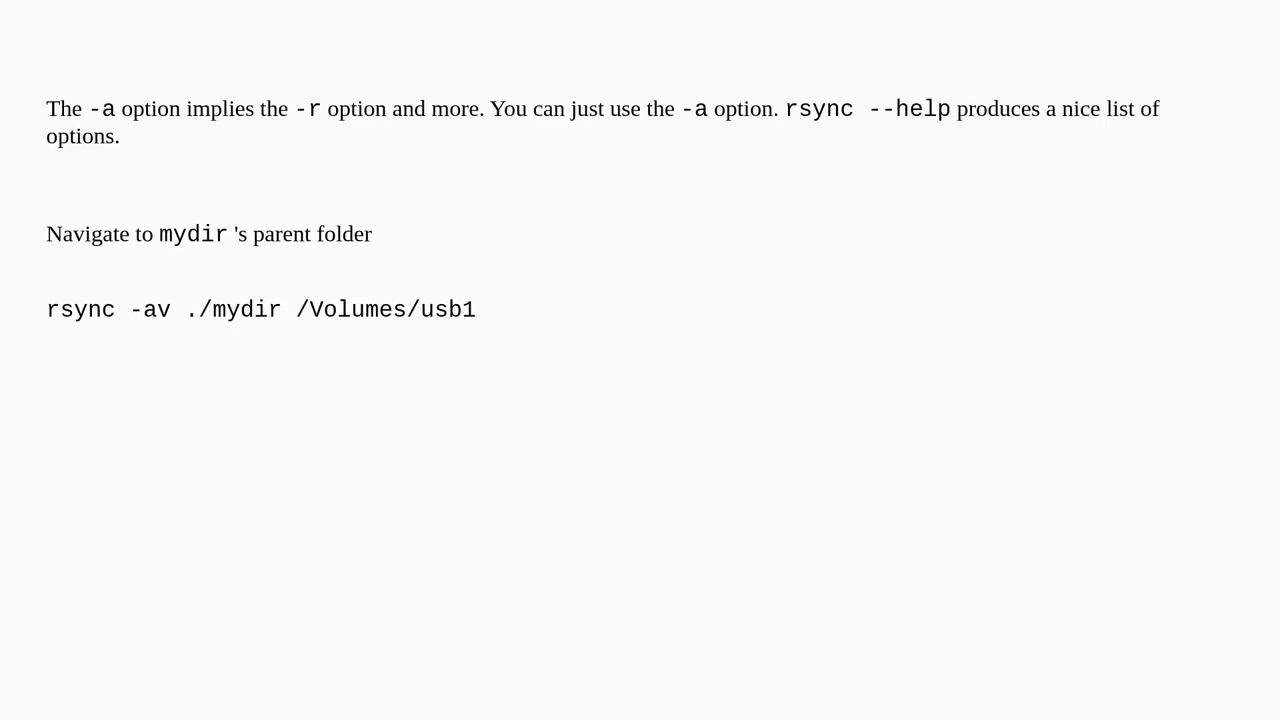 The -a option implies the -r option and more. You can just use the -a option. rsync --help produces a nice list of
options.
Navigate to mydir 's parent folder
rsync -av ./mydir /Volumes/usb1